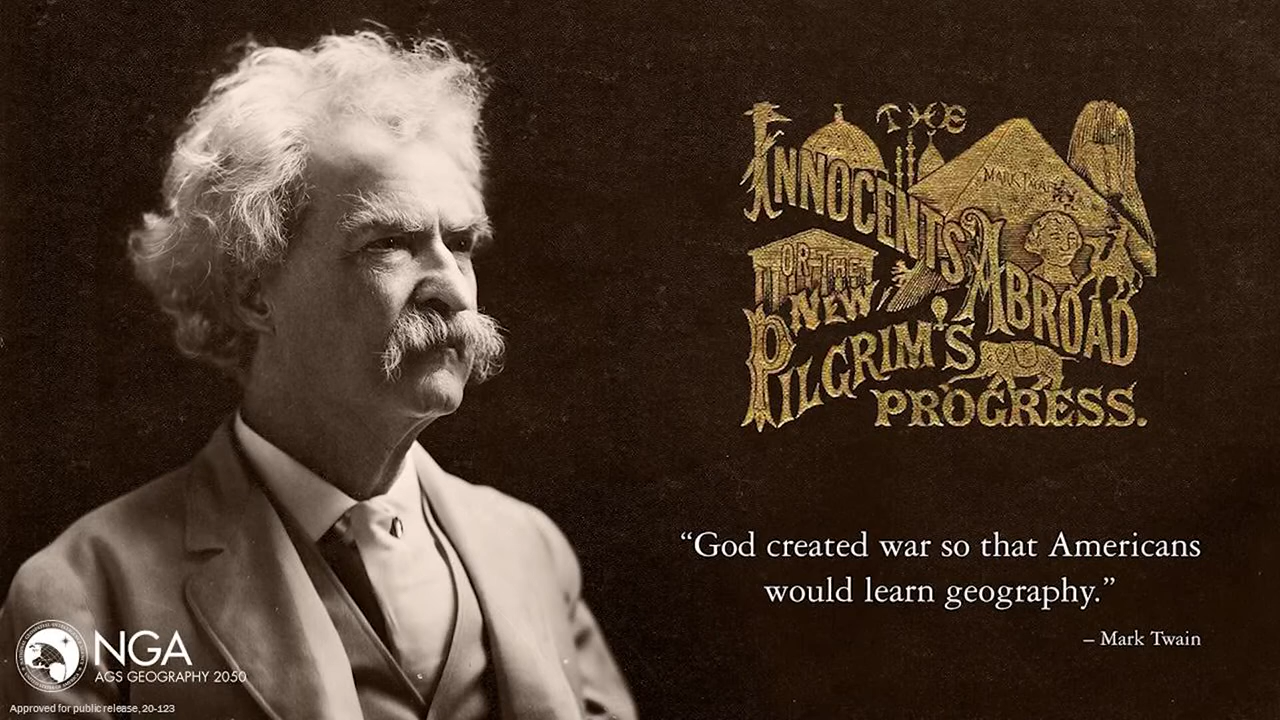 THE
INNOCENTS
ABROAD
OR THE
NEW
PILGRIM'S
PROGRESS.
MARK TWAIN
“God created war so that Americans
would learn geography.”
– Mark Twain
NGA
AGS GEOGRAPHY 2050
Approved for public release, 20-123